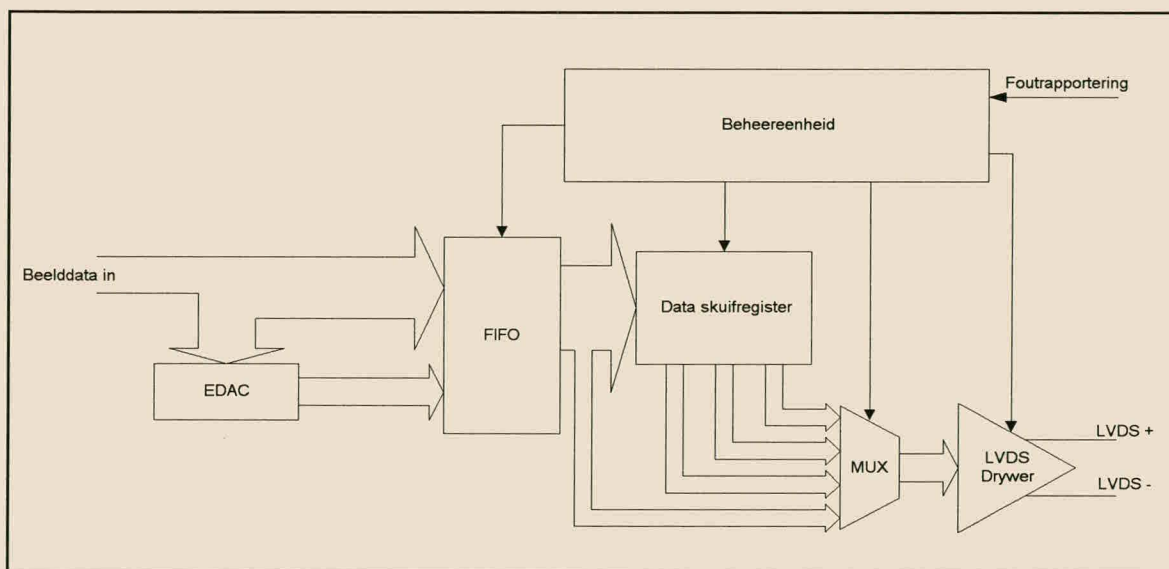 Foutrapportering
Beheereenheid
Beelddata in
FIFO
Data skuifregister
EDAC
MUX
LVDS
Drywer
LVDS +
LVDS -